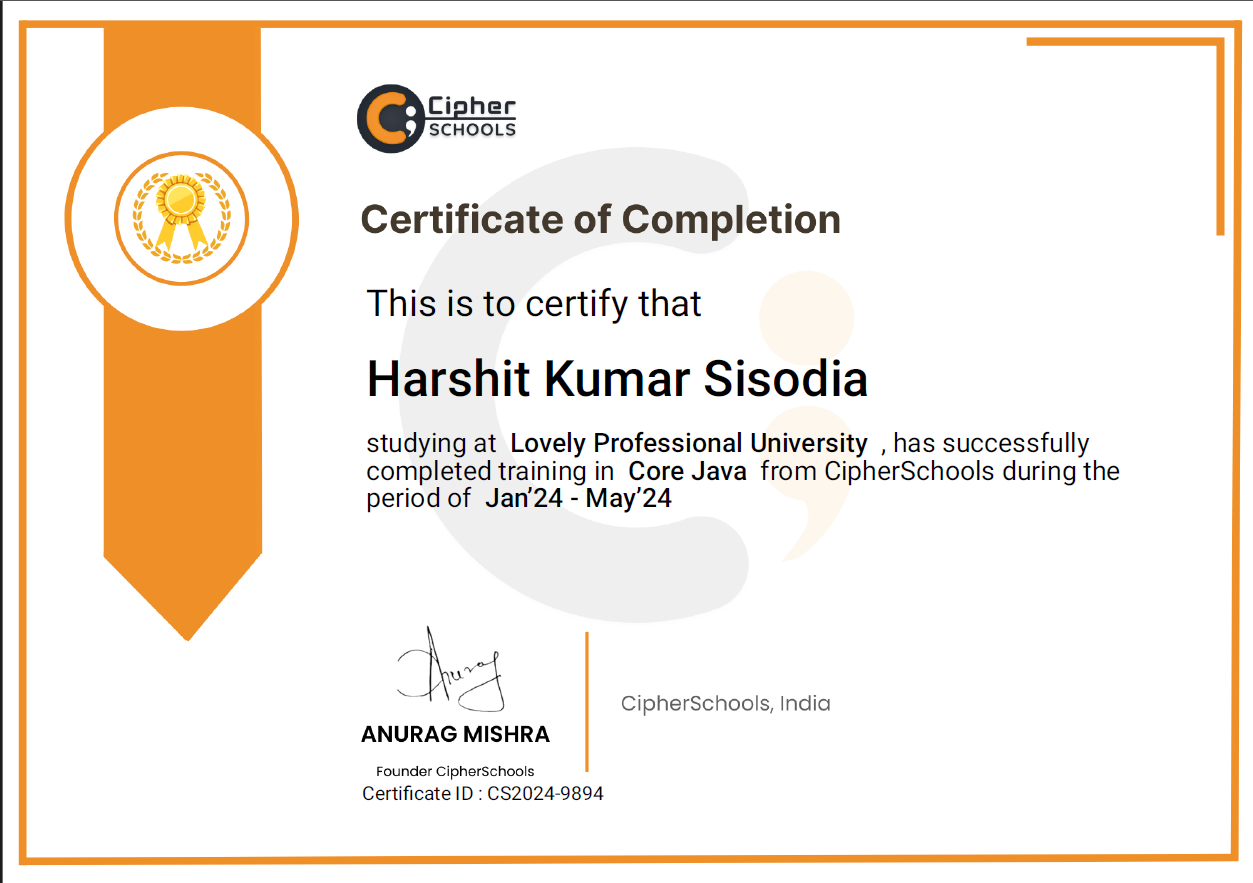 Cipher
SCHOOLS
Certificate of Completion
This is to certify that
Harshit Kumar Sisodia
studying at Lovely Professional University , has successfully
completed training in Core Java from CipherSchools during the
period of Jan’24 - May’24
Anurag
CipherSchools, India
ANURAG MISHRA
Founder CipherSchools
Certificate ID : CS2024-9894